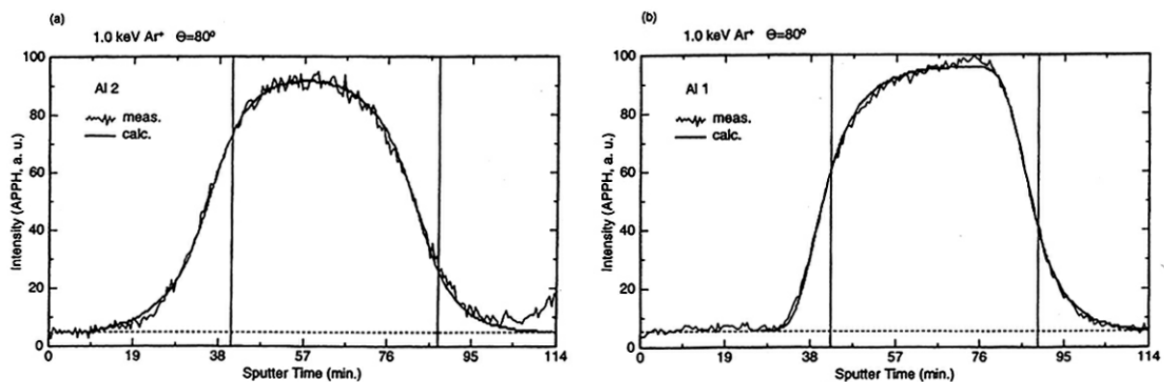 (a)
1.0 keV Ar⁺ Θ=80º
Al 2
meas.
calc.
100
80
60
40
20
0
Intensity (APPH, a. u.)
0 19 38 57 76 95 114
Sputter Time (min.)
(b)
1.0 keV Ar⁺ Θ=80º
Al 1
meas.
calc.
100
80
60
40
20
0
Intensity (APPH, a. u.)
0 19 38 57 76 95 114
Sputter Time (min.)